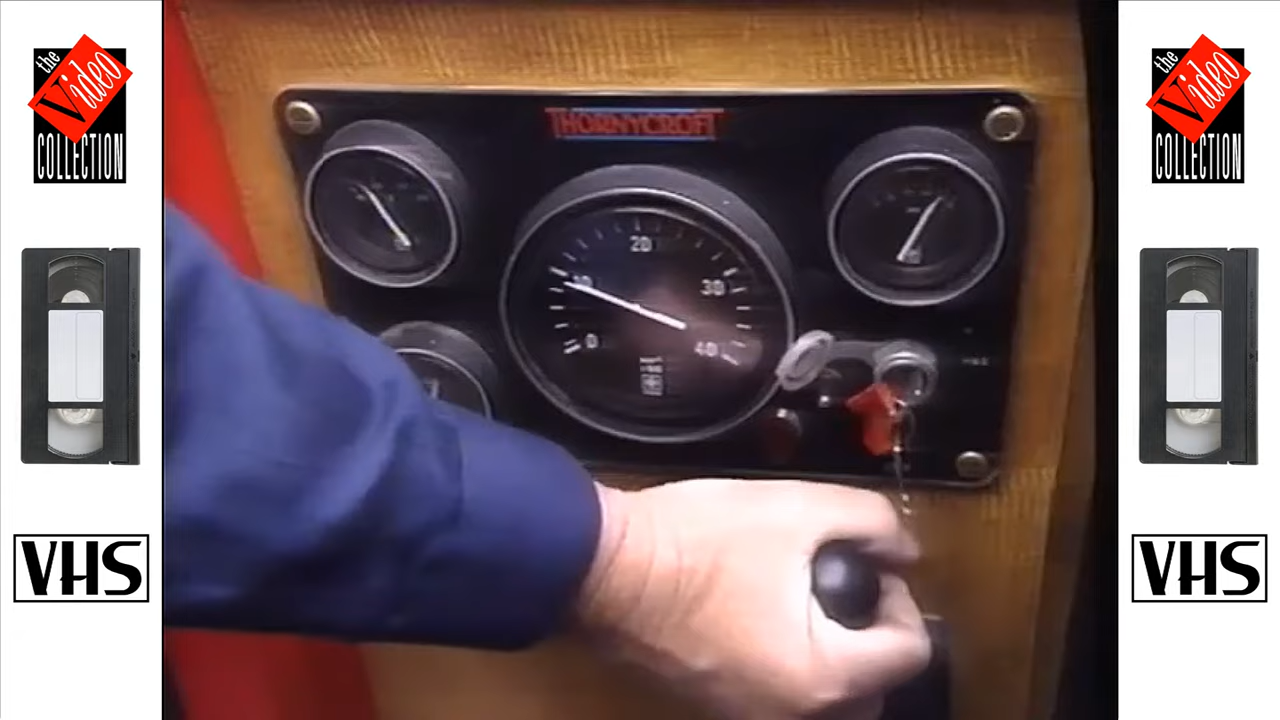 the
Video
COLLECTION
VHS
THORNYCROFT
20
10
30
0
40
the
Video
COLLECTION
VHS